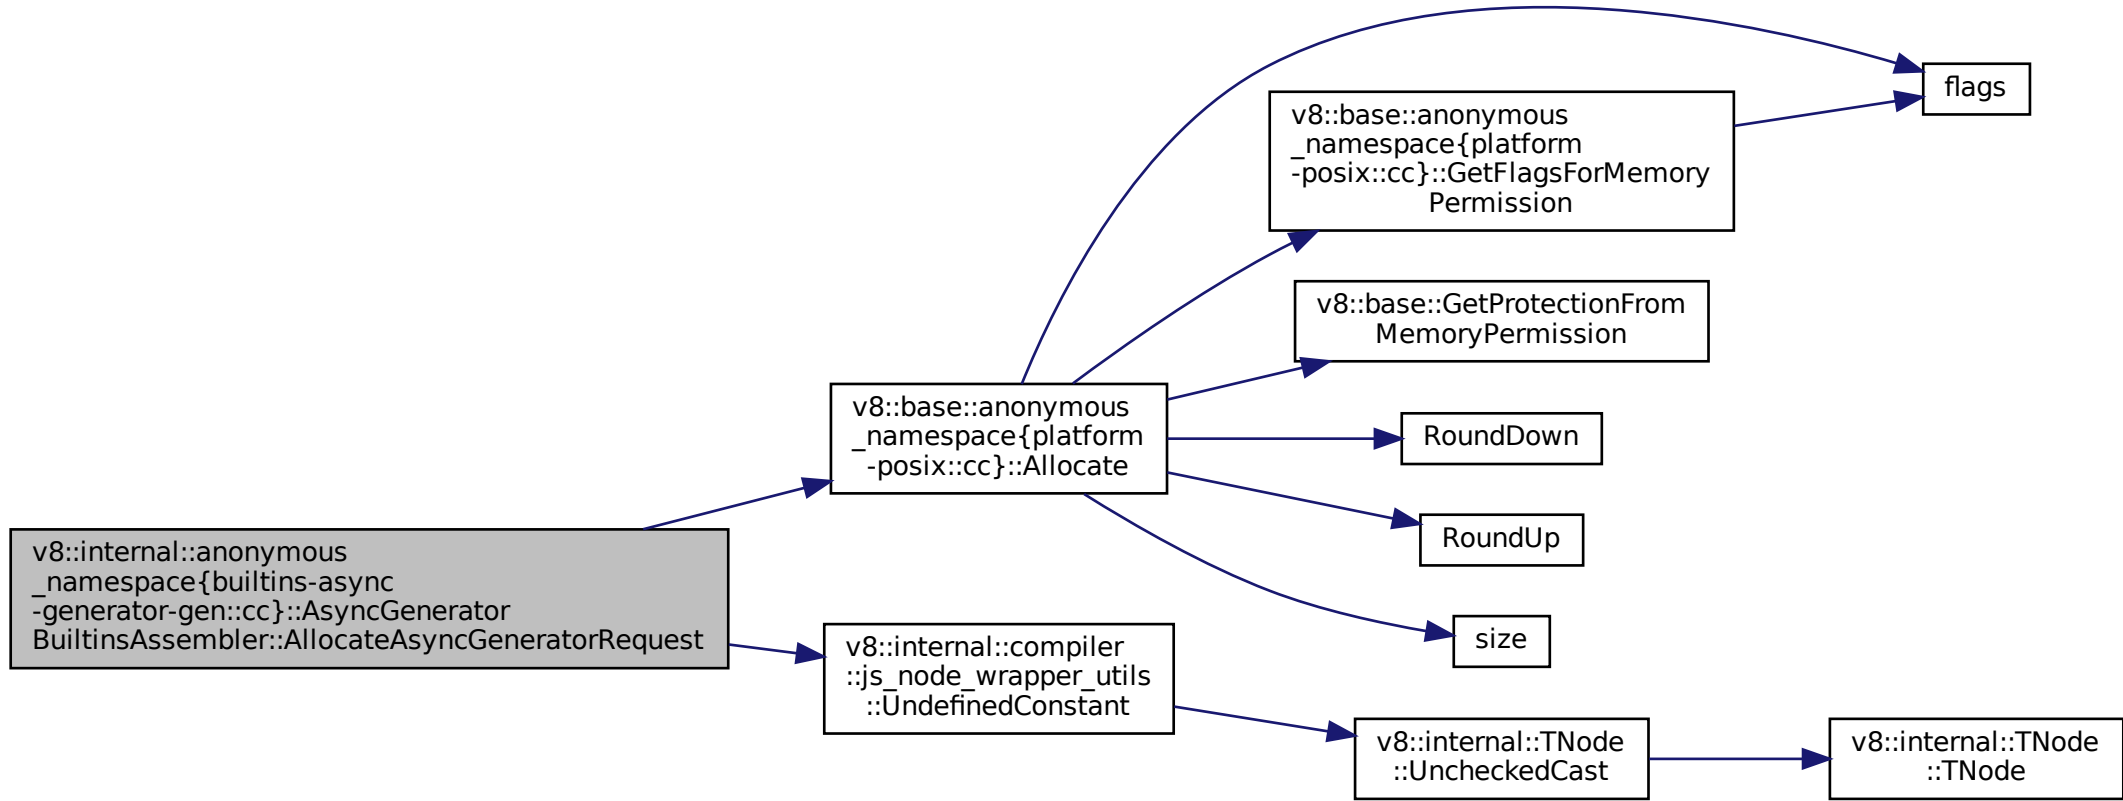 flags
v8::base::anonymous
_namespace{platform
-posix::cc}::GetFlagsForMemory
Permission
v8::base::GetProtectionFrom
MemoryPermission
v8::base::anonymous
_namespace{platform
-posix::cc}::Allocate
RoundDown
RoundUp
v8::internal::anonymous
_namespace{builtins-async
-generator-gen::cc}::AsyncGenerator
BuiltinsAssembler::AllocateAsyncGeneratorRequest
size
v8::internal::compiler
::js_node_wrapper_utils
::UndefinedConstant
v8::internal::TNode
::UncheckedCast
v8::internal::TNode
::TNode